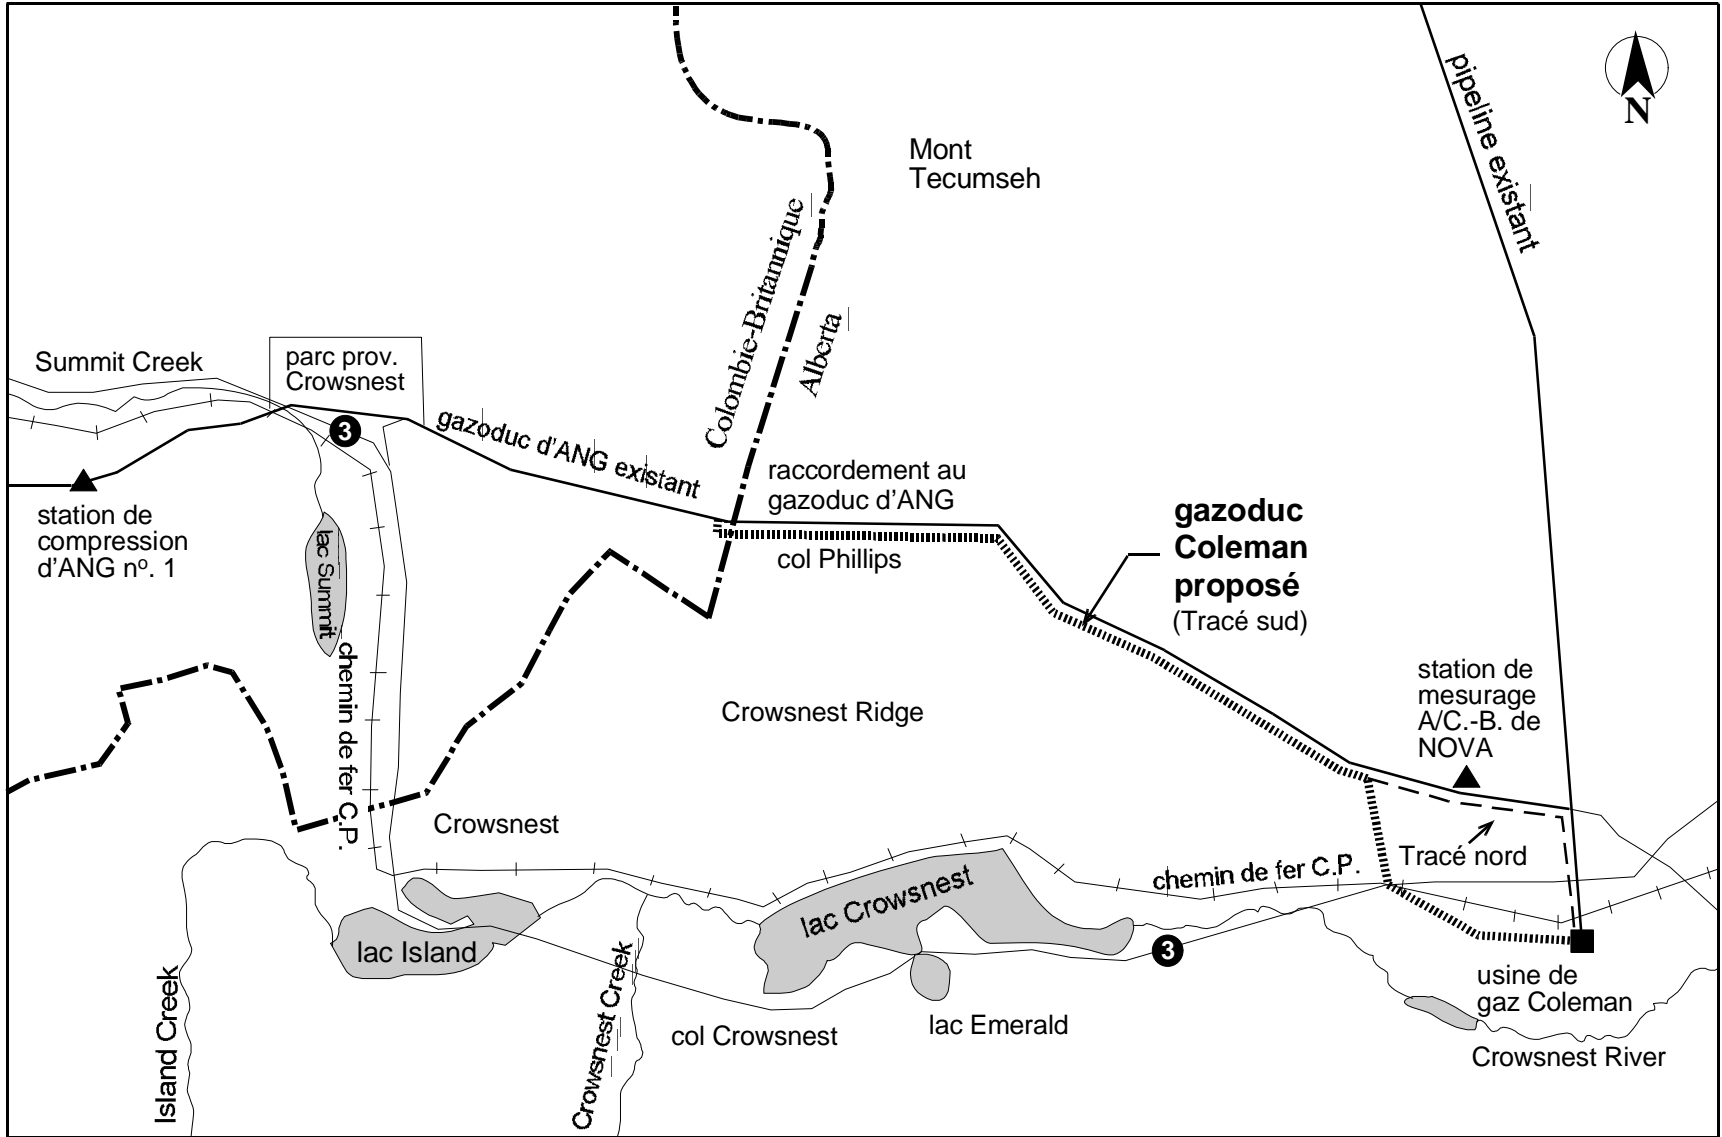 N
pipeline existant
Mont
Tecumseh
Colombie-Britannique
Alberta
Summit Creek
parc prov.
Crowsnest
3
gazoduc d'ANG existant
raccordement au
gazoduc d'ANG
col Phillips
gazoduc
Coleman
proposé
(Tracé sud)
station de
compression
d'ANG nº. 1
lac Summit
chemin de fer C.P.
Crowsnest Ridge
station de
mesurage
A/C.-B. de
NOVA
Crowsnest
Tracé nord
chemin de fer C.P.
lac Crowsnest
lac Island
3
usine de
gaz Coleman
Island Creek
Crowsnest Creek
col Crowsnest
lac Emerald
Crowsnest River